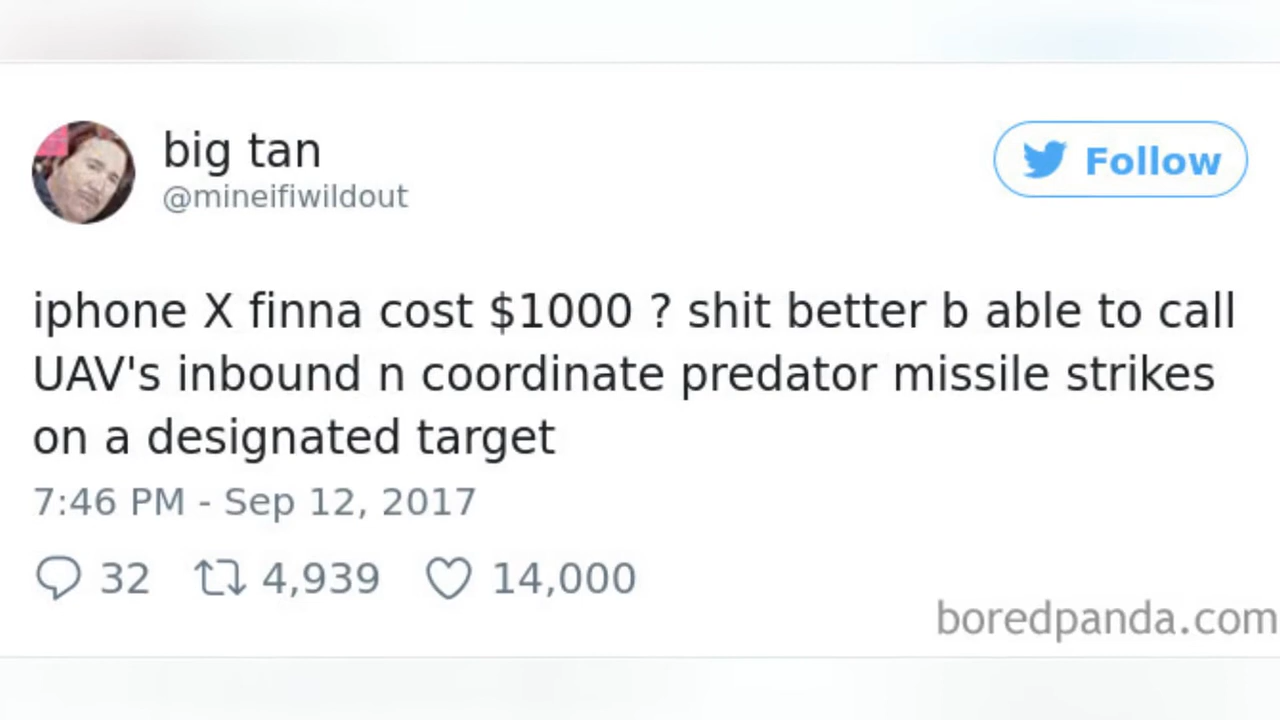 big tan
@mineifiwildout
Follow
iphone X finna cost $1000 ? shit better b able to call
UAV's inbound n coordinate predator missile strikes
on a designated target
7:46 PM - Sep 12, 2017
32 4,939 14,000
boredpanda.com